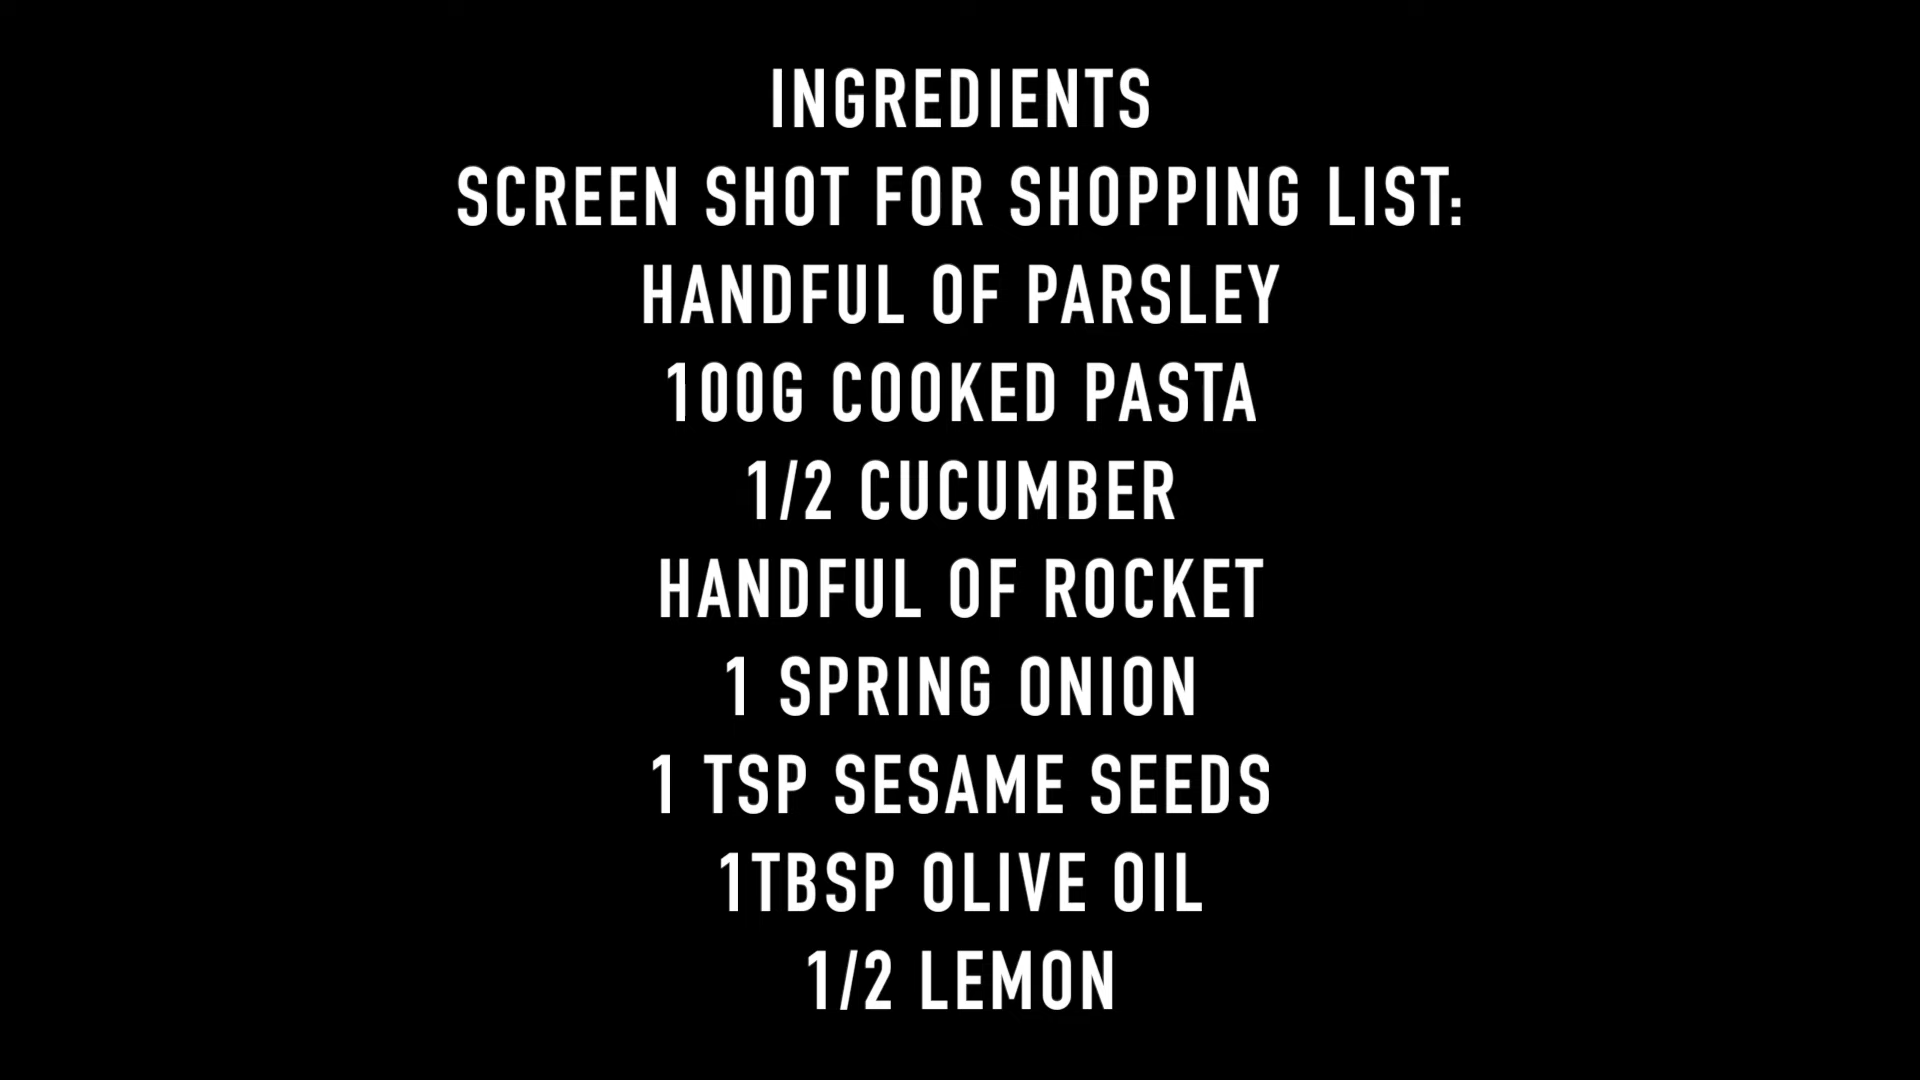 INGREDIENTS
SCREEN SHOT FOR SHOPPING LIST:
HANDFUL OF PARSLEY
100G COOKED PASTA
1/2 CUCUMBER
HANDFUL OF ROCKET
1 SPRING ONION
1 TSP SESAME SEEDS
1TBSP OLIVE OIL
1/2 LEMON